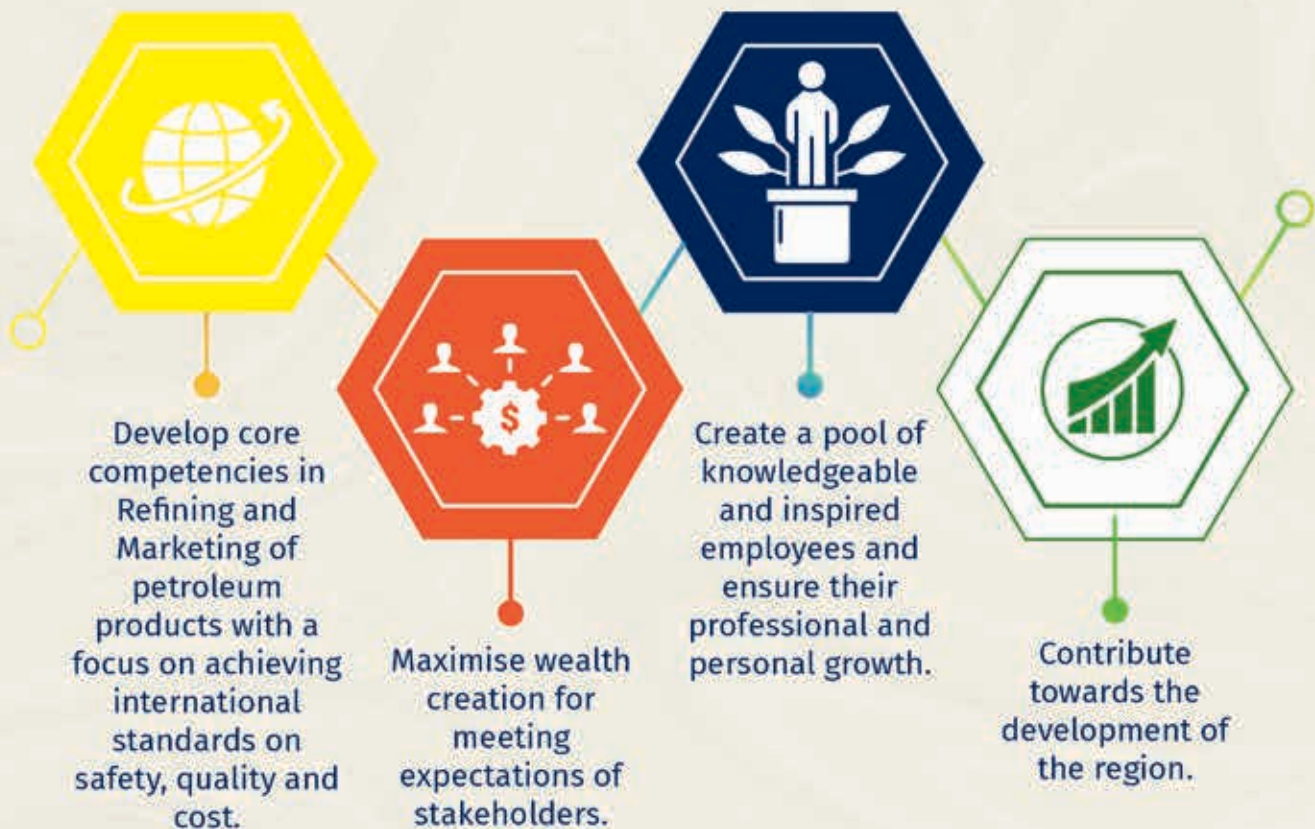 $
Develop core
competencies in
Refining and
Marketing of
petroleum
products with a
focus on achieving
international
standards on
safety, quality and
cost.
Maximise wealth
creation for
meeting
expectations of
stakeholders.
Create a pool of
knowledgeable
and inspired
employees and
ensure their
professional and
personal growth.
Contribute
towards the
development of
the region.